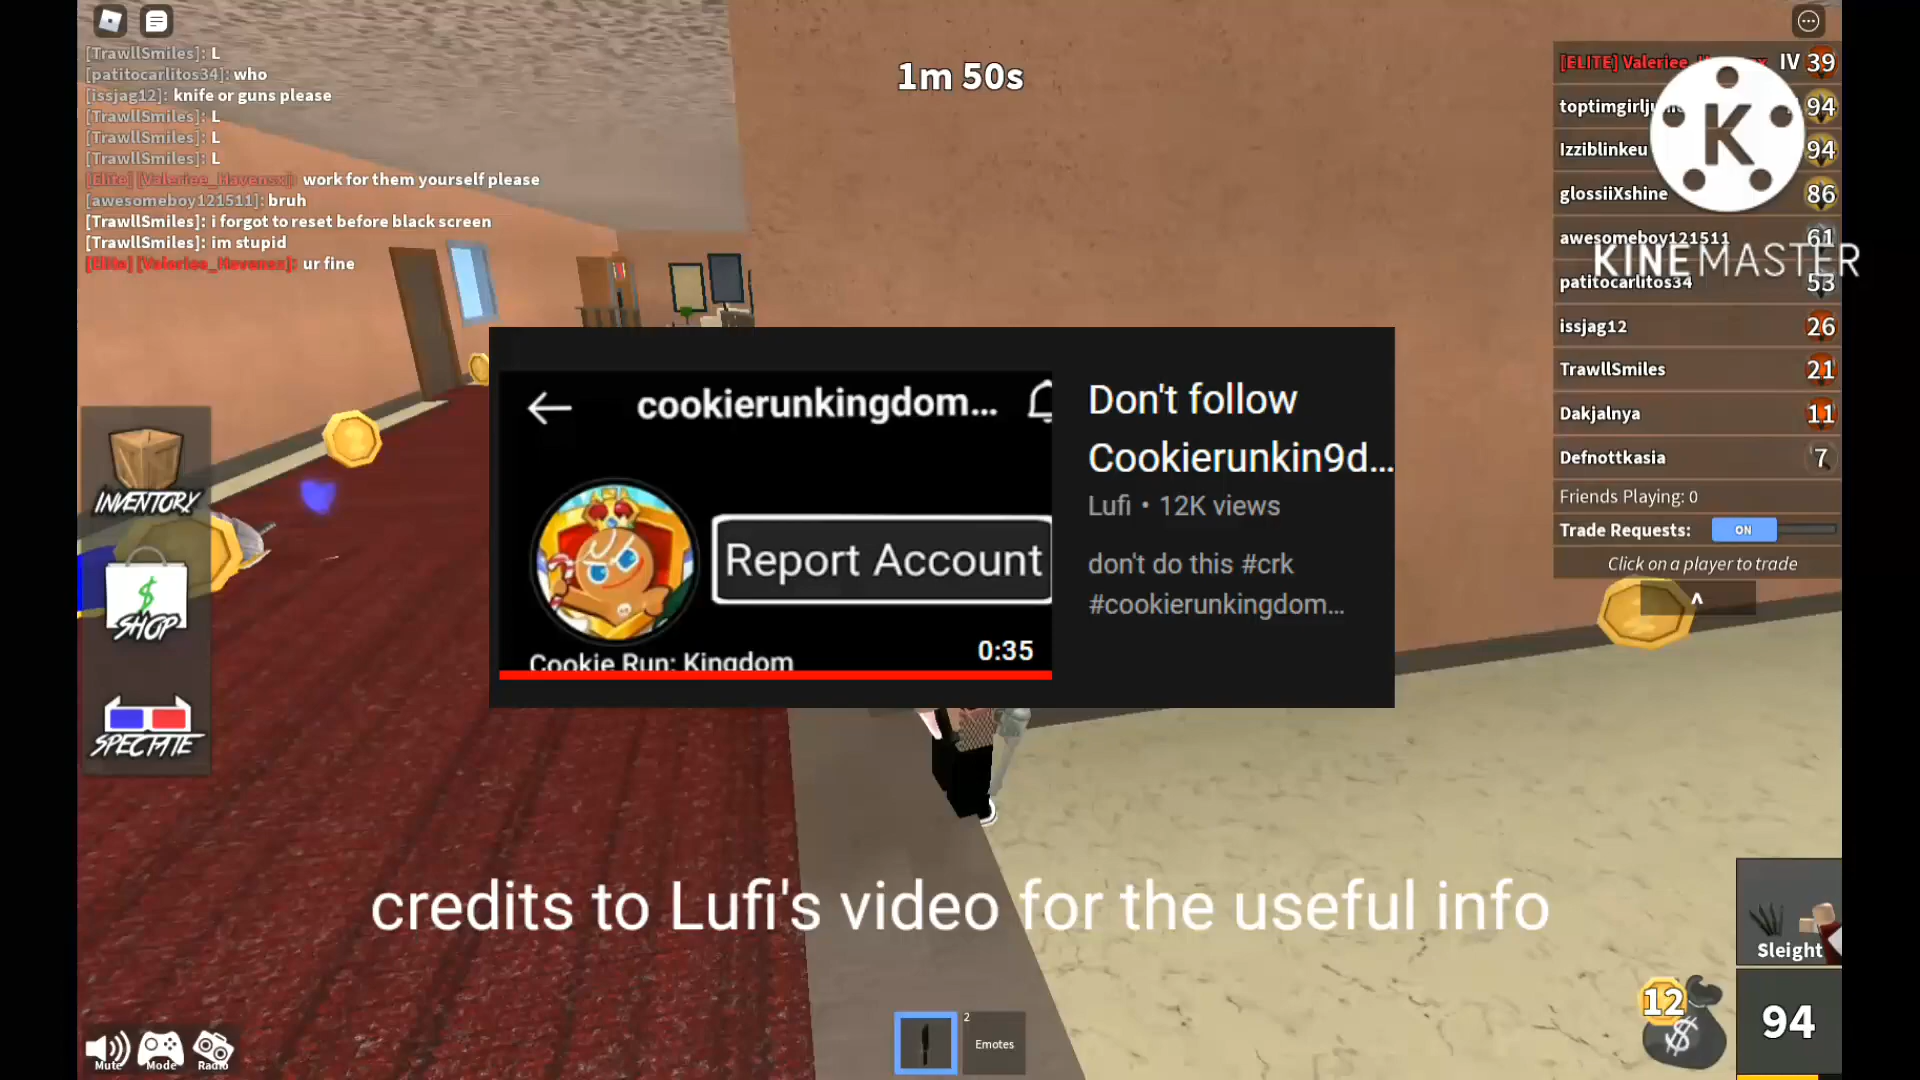 [TrawllSmiles]: L
[patitocarlitos34]: who
[issjag12]: knife or guns please
[TrawllSmiles]: L
[TrawllSmiles]: L
[TrawllSmiles]: L
[Elite] [Valeriee_Havensx]: work for them yourself please
[awesomeboy121511]: bruh
[TrawllSmiles]: i forgot to reset before black screen
[TrawllSmiles]: im stupid
[Elite] [Valeriee_Havensx]: ur fine
1m 50s
[ELITE] Valeriee IV 39
94
Izziblinkeu 94
glossiiXshine 86
awesomeboy121511 61
patitocarlitos34 53
issjag12 26
TrawllSmiles 21
Dakjalnya 11
Defnottkasia 7
Friends Playing: 0
Trade Requests: ON
Click on a player to trade
^
K
KINEMASTER
INVENTORY
SHOP
SPECTATE
cookierunkingdom...
Report Account
Cookie Run: Kingdom
0:35
Don't follow
Cookierunkin9d...
Lufi • 12K views
don't do this #crk
#cookierunkingdom...
credits to Lufi's video for the useful info
Sleight
12
94
2
Emotes
Mute
Mode
Radio